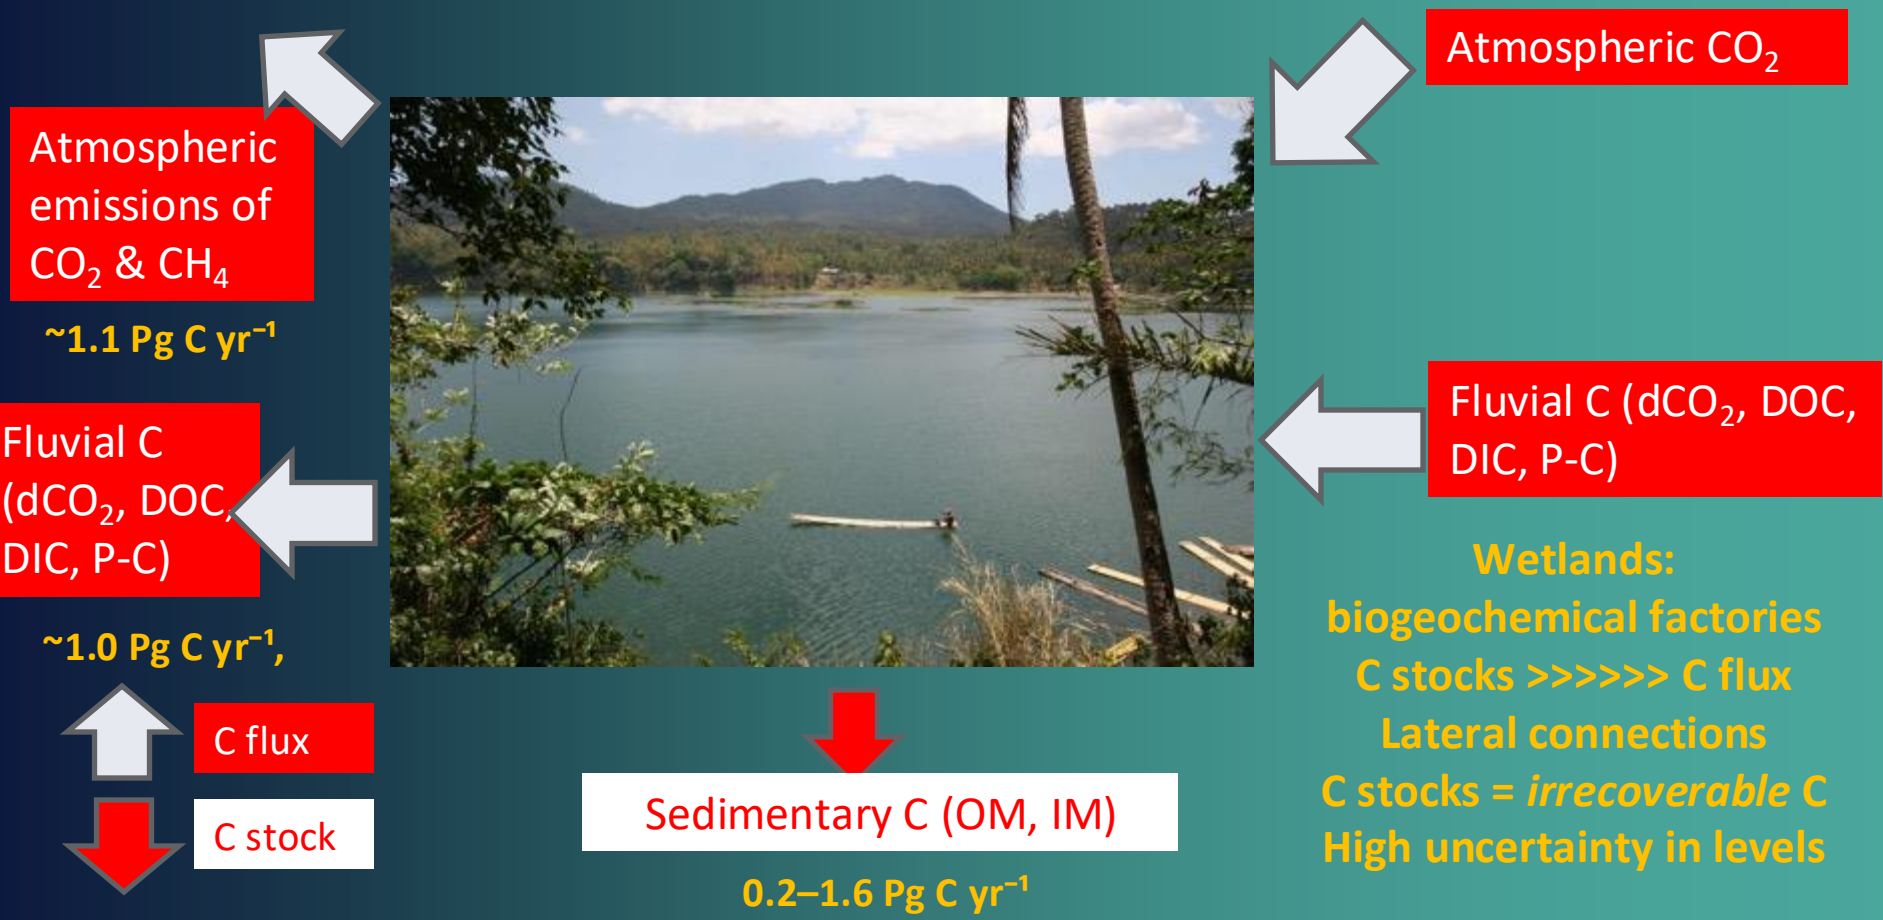 Atmospheric CO₂
Atmospheric
emissions of
CO₂ & CH₄
~1.1 Pg C yr⁻¹
Fluvial C (dCO₂, DOC,
DIC, P-C)
Fluvial C
(dCO₂, DOC,
DIC, P-C)
~1.0 Pg C yr⁻¹,
C flux
C stock
Sedimentary C (OM, IM)
0.2–1.6 Pg C yr⁻¹
Wetlands:
biogeochemical factories
C stocks >>>>>> C flux
Lateral connections
C stocks = irrecoverable C
High uncertainty in levels